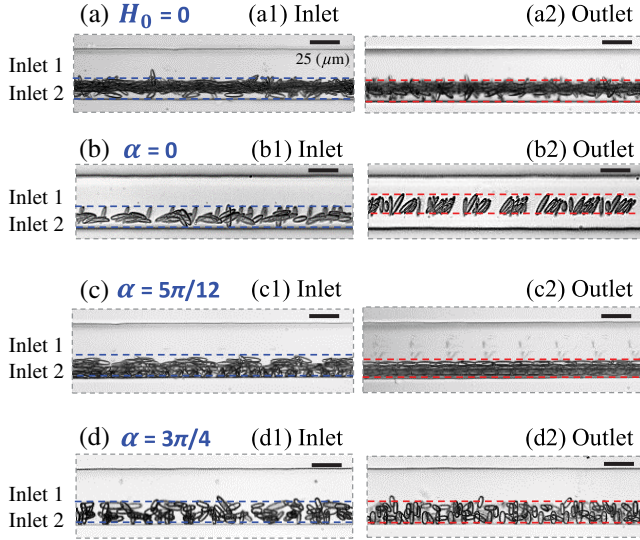 (a) H₀ = 0 (a1) Inlet (a2) Outlet
25 (μm)
Inlet 1
Inlet 2
(b) α = 0 (b1) Inlet (b2) Outlet
Inlet 1
Inlet 2
(c) α = 5π/12 (c1) Inlet (c2) Outlet
Inlet 1
Inlet 2
(d) α = 3π/4 (d1) Inlet (d2) Outlet
Inlet 1
Inlet 2